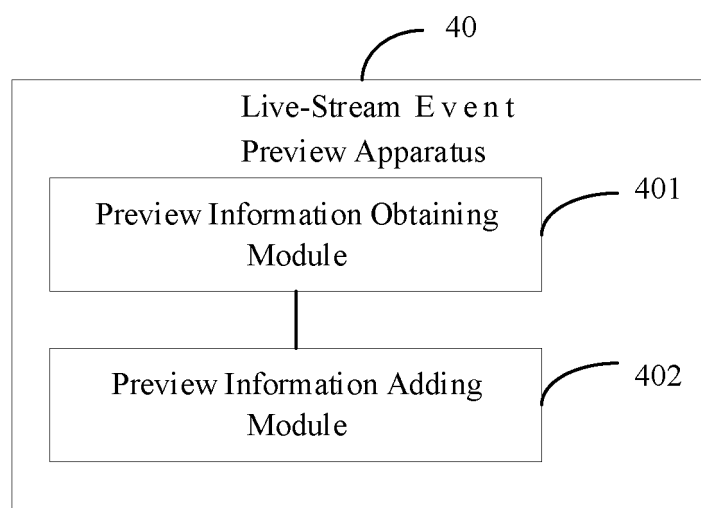 40
Live-Stream Event
Preview Apparatus
Preview Information Obtaining
Module
401
Preview Information Adding
Module
402